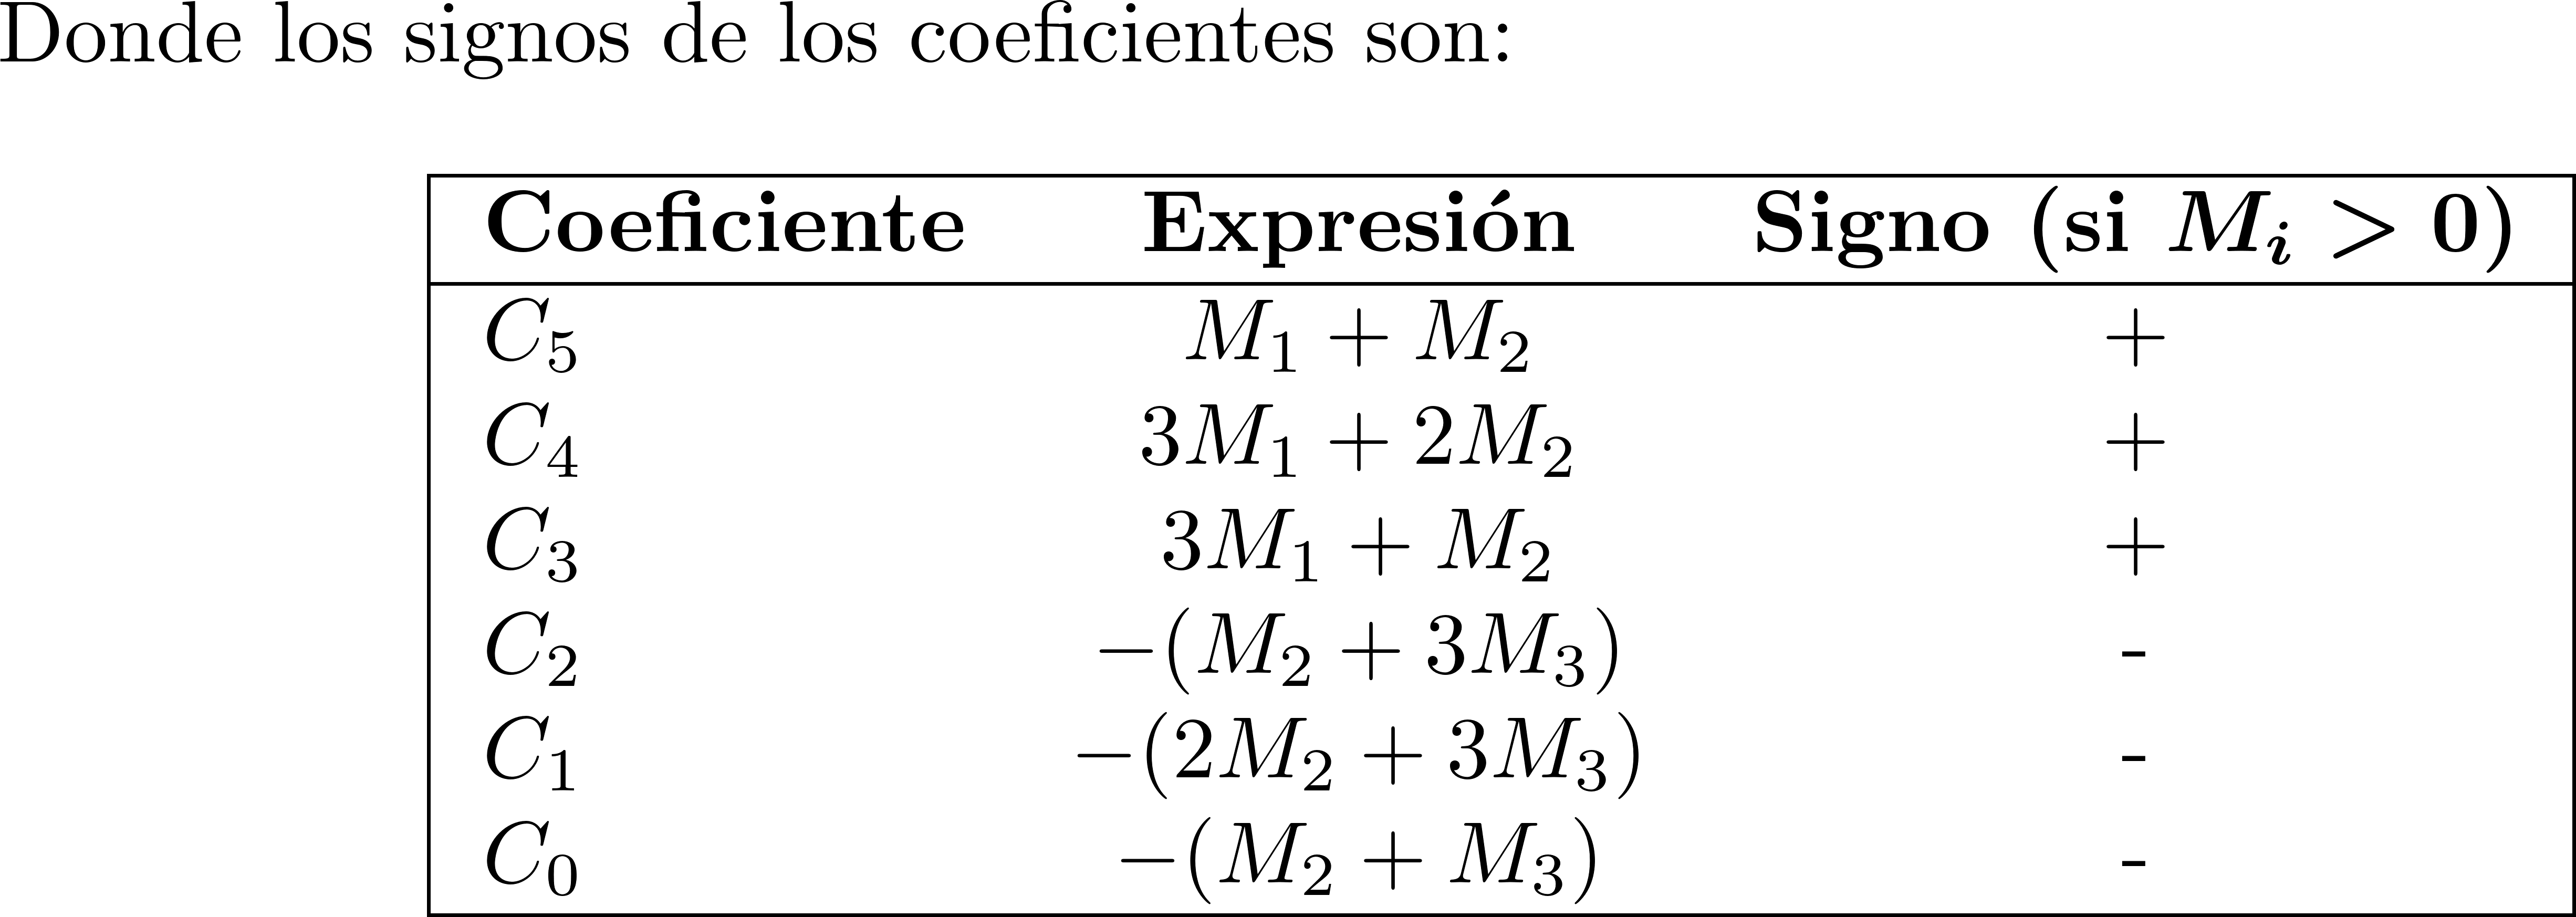 Donde los signos de los coeficientes son:
Coeficiente Expresión Signo (si $M_i > 0$)
$C_5$ $M_1 + M_2$ +
$C_4$ $3M_1 + 2M_2$ +
$C_3$ $3M_1 + M_2$ +
$C_2$ $-(M_2 + 3M_3)$ -
$C_1$ $-(2M_2 + 3M_3)$ -
$C_0$ $-(M_2 + M_3)$ -